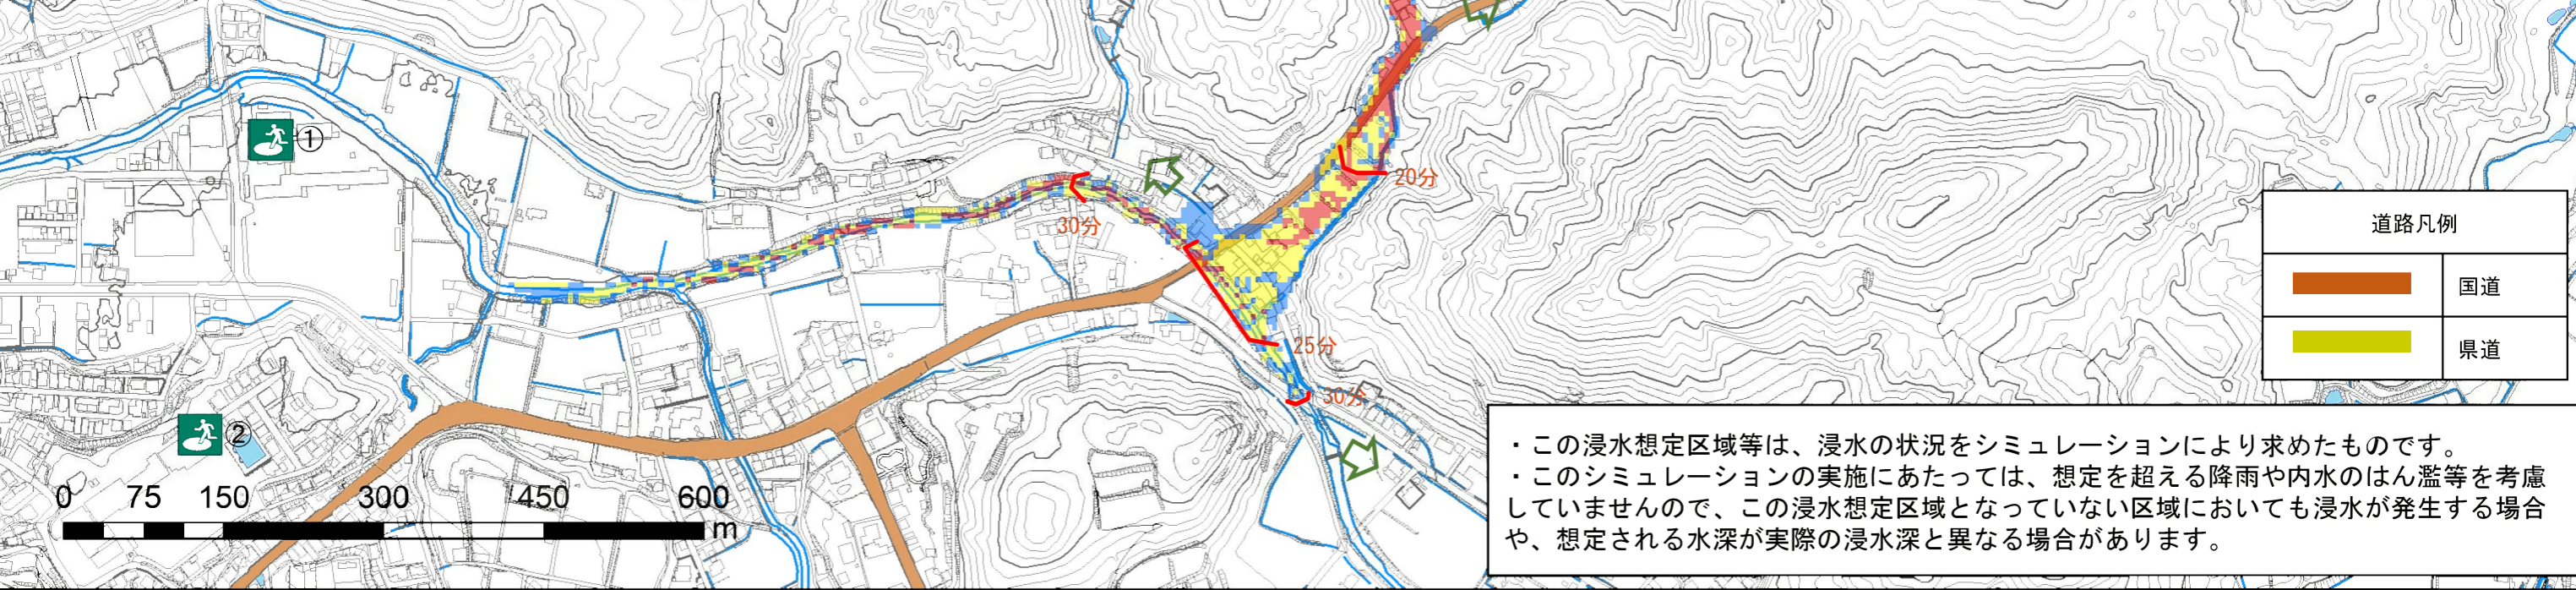 ①
20分
30分
道路凡例
国道
25分
県道
30分
②
・この浸水想定区域等は、浸水の状況をシミュレーションにより求めたものです。
・このシミュレーションの実施にあたっては、想定を超える降雨や内水のはん濫等を考慮
していませんので、この浸水想定区域となっていない区域においても浸水が発生する場合
や、想定される水深が実際の浸水深と異なる場合があります。
0 75 150 300 450 600
m